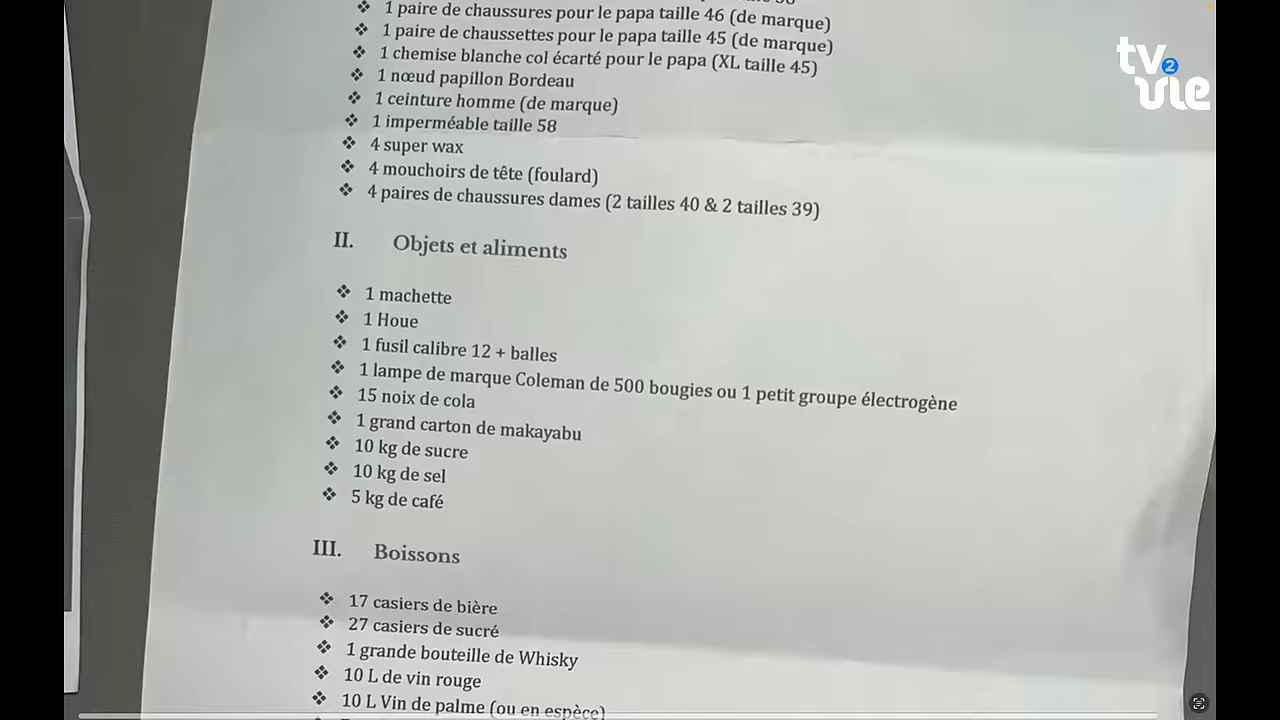 1 paire de chaussures pour le papa taille 46 (de marque)
1 paire de chaussettes pour le papa taille 45 (de marque)
1 chemise blanche col écarté pour le papa (XL taille 45)
1 nœud papillon Bordeau
1 ceinture homme (de marque)
1 imperméable taille 58
4 super wax
4 mouchoirs de tête (foulard)
4 paires de chaussures dames (2 tailles 40 & 2 tailles 39)
II. Objets et aliments
1 machette
1 Houe
1 fusil calibre 12 + balles
1 lampe de marque Coleman de 500 bougies ou 1 petit groupe électrogène
15 noix de cola
1 grand carton de makayabu
10 kg de sucre
10 kg de sel
5 kg de café
III. Boissons
17 casiers de bière
27 casiers de sucré
1 grande bouteille de Whisky
10 L de vin rouge
10 L Vin de palme (ou en espèce)
tv 2 vie